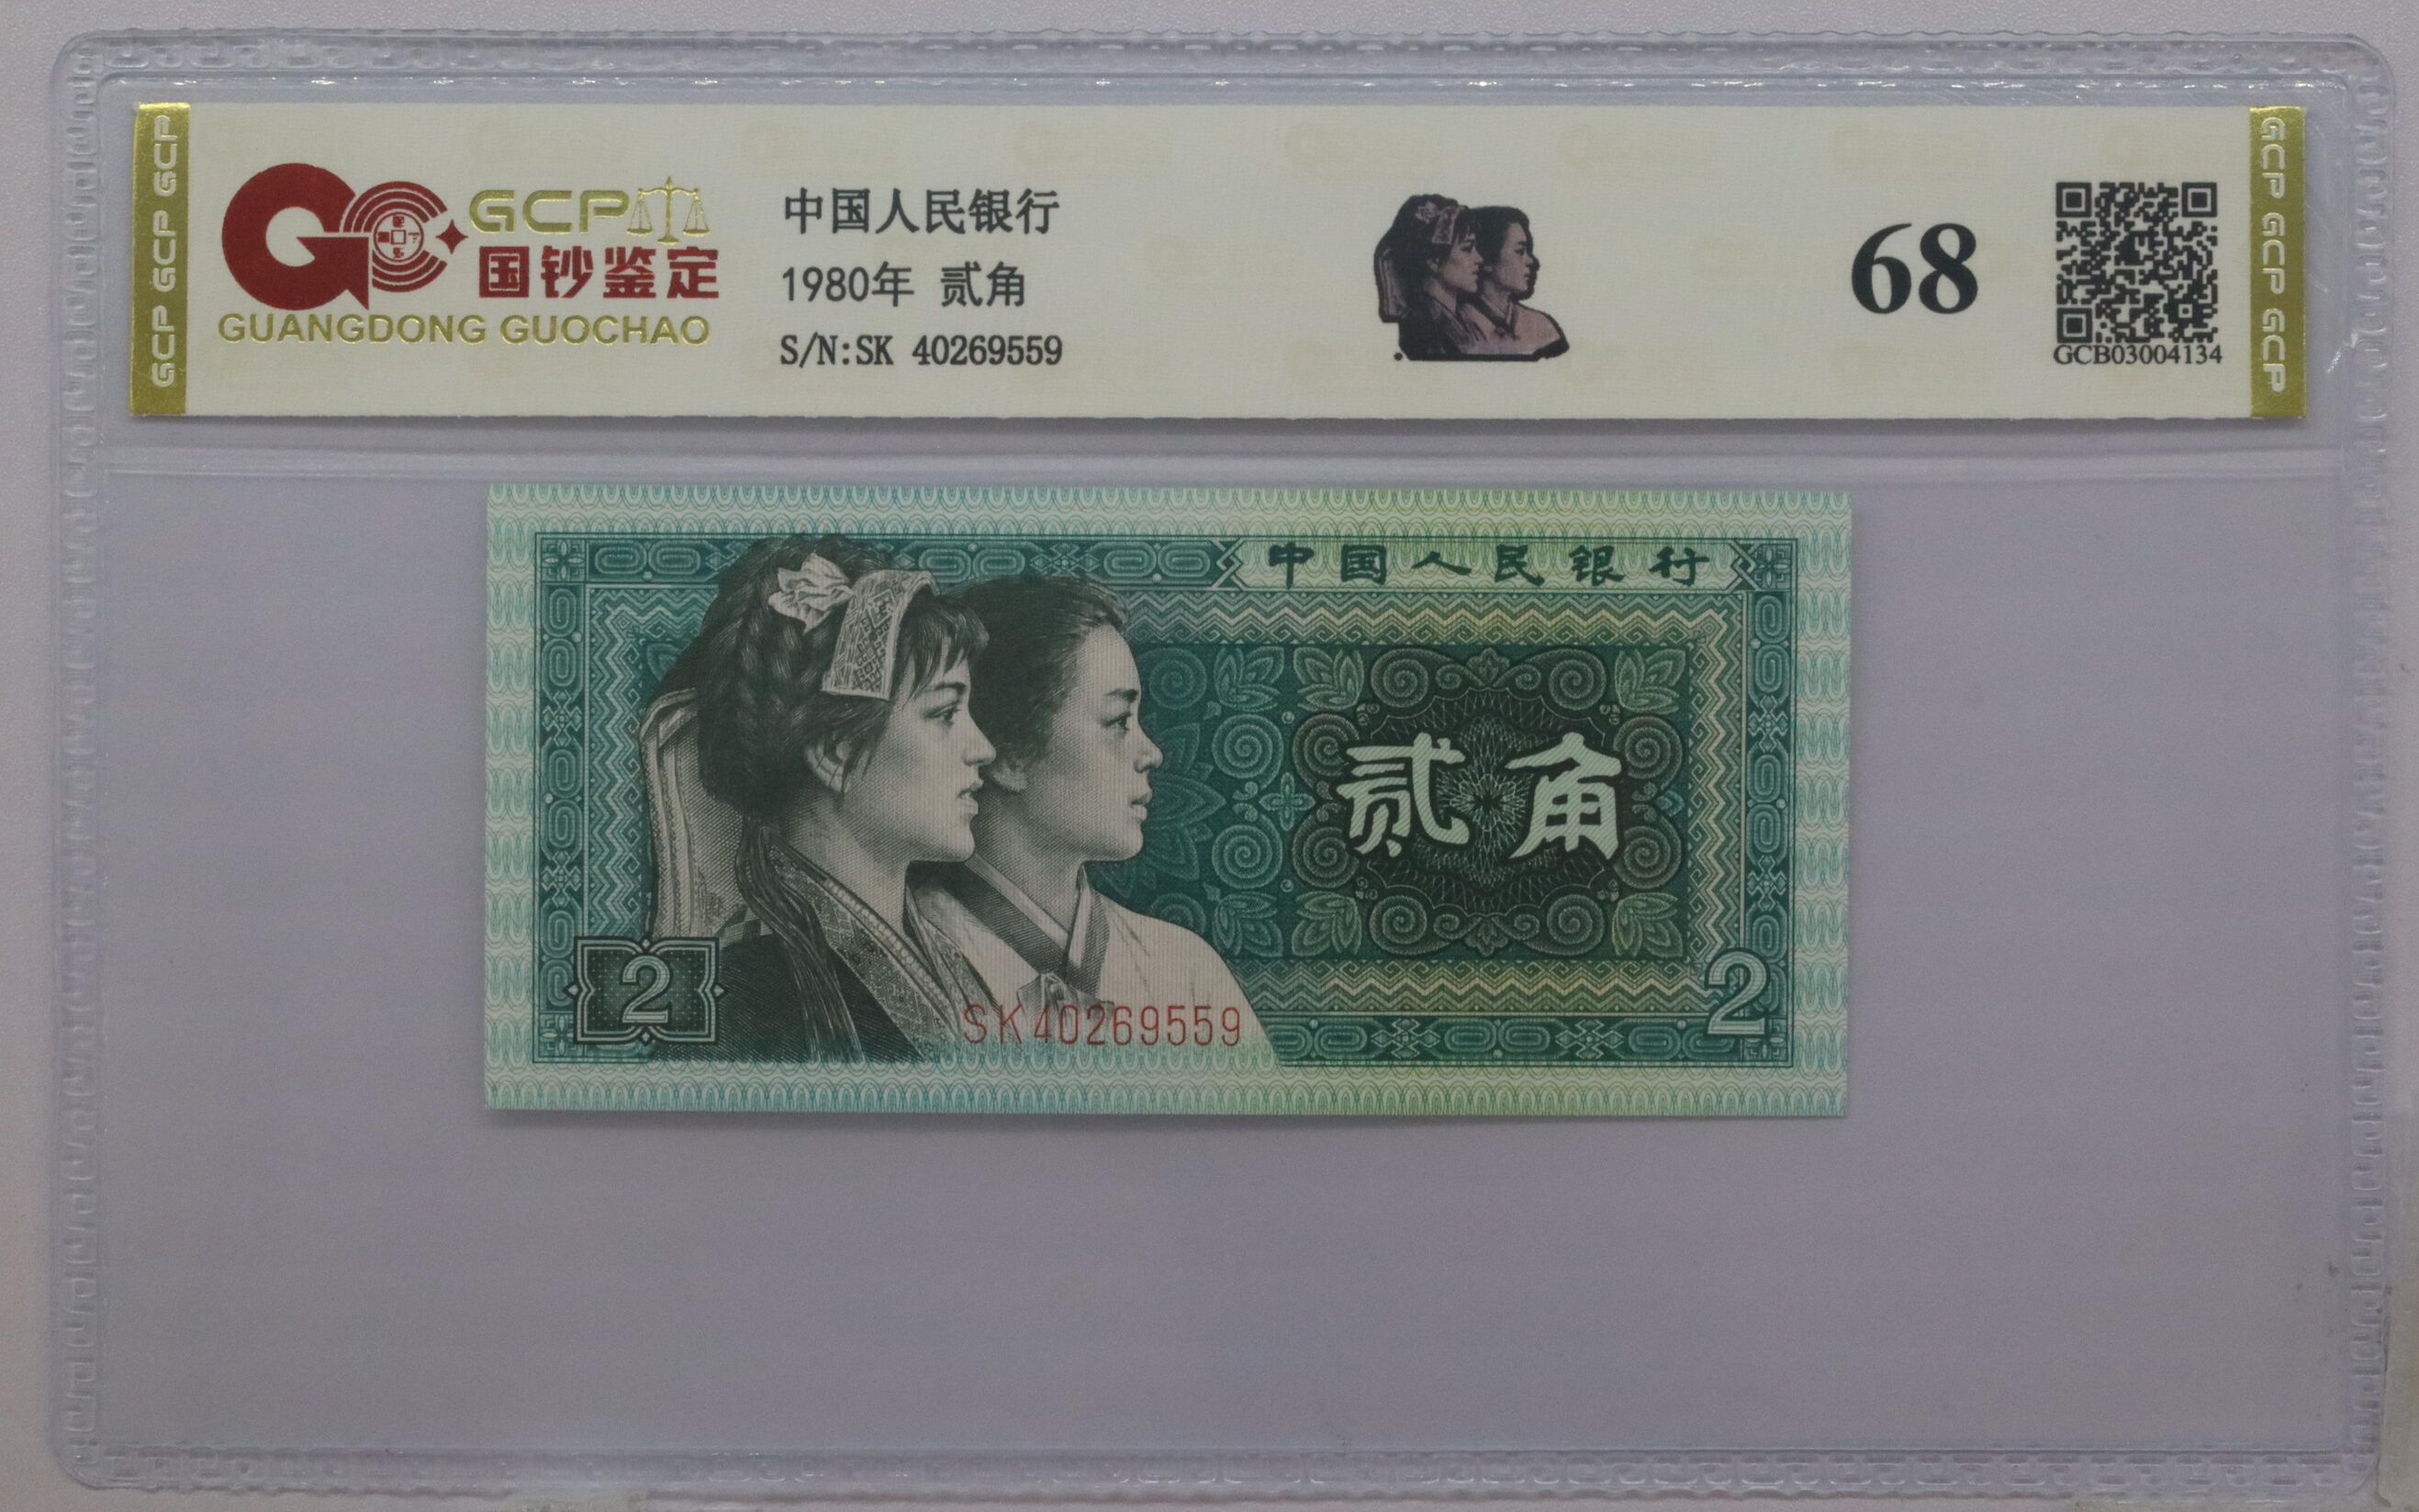 GCP GCP GCP
GCP
国钞鉴定
GUANGDONG GUOCHAO
中国人民银行
1980年 贰角
S/N:SK 40269559
68
GCB03004134
GCP GCP GCP
中国人民银行
贰角
2
SK40269559
2